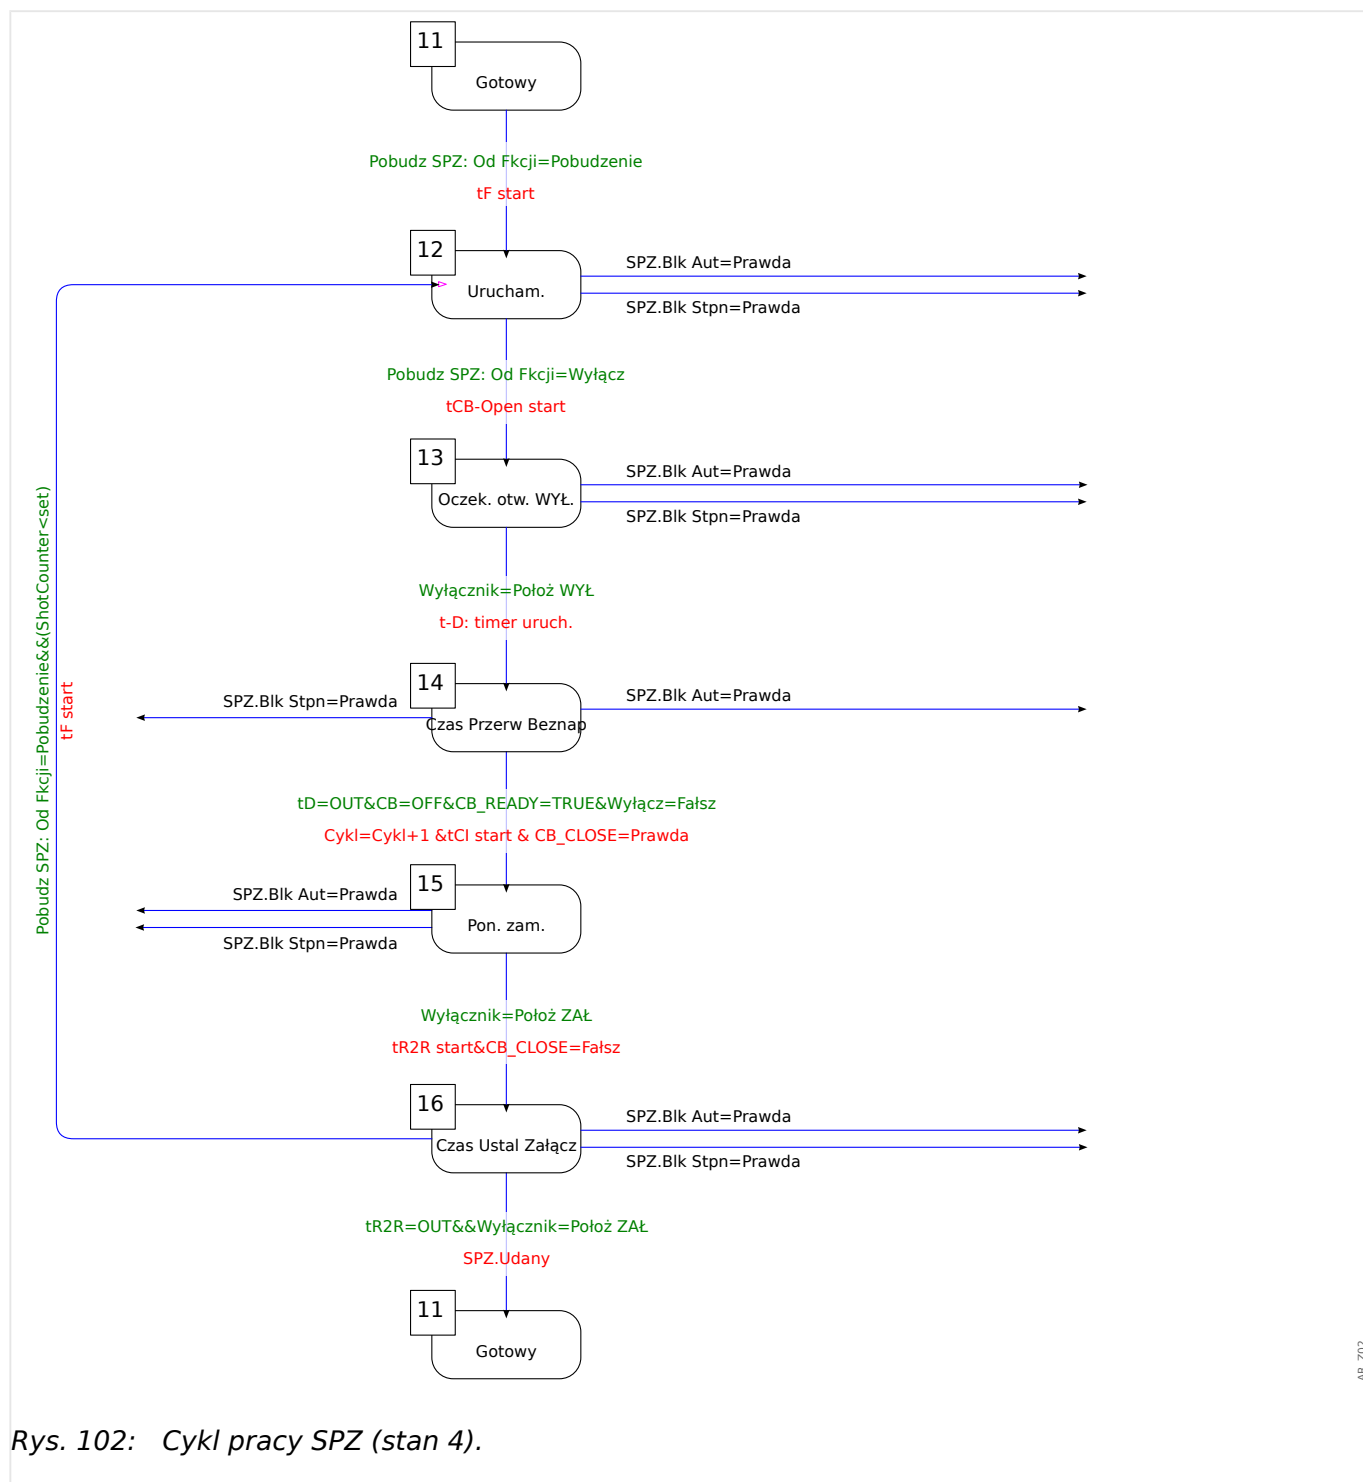 11
Gotowy
Pobudz SPZ: Od Fkcji=Pobudzenie
tF start
12
Urucham.
SPZ.Blk Aut=Prawda
SPZ.Blk Stpn=Prawda
Pobudz SPZ: Od Fkcji=Wyłącz
tCB-Open start
13
Oczek. otw. WYŁ.
SPZ.Blk Aut=Prawda
SPZ.Blk Stpn=Prawda
Wyłącznik=Położ WYŁ
t-D: timer uruch.
14
Czas Przerw Beznap
SPZ.Blk Stpn=Prawda
SPZ.Blk Aut=Prawda
Pobudz SPZ: Od Fkcji=Pobudzenie&&(ShotCounter<set)
tF start
tD=OUT&CB=OFF&CB_READY=TRUE&Wyłącz=Fałsz
Cykl=Cykl+1 &tCI start & CB_CLOSE=Prawda
15
Pon. zam.
SPZ.Blk Aut=Prawda
SPZ.Blk Stpn=Prawda
Wyłącznik=Położ ZAŁ
tR2R start&CB_CLOSE=Fałsz
16
Czas Ustal Załącz
SPZ.Blk Aut=Prawda
SPZ.Blk Stpn=Prawda
tR2R=OUT&&Wyłącznik=Położ ZAŁ
SPZ.Udany
11
Gotowy
Rys. 102: Cykl pracy SPZ (stan 4).